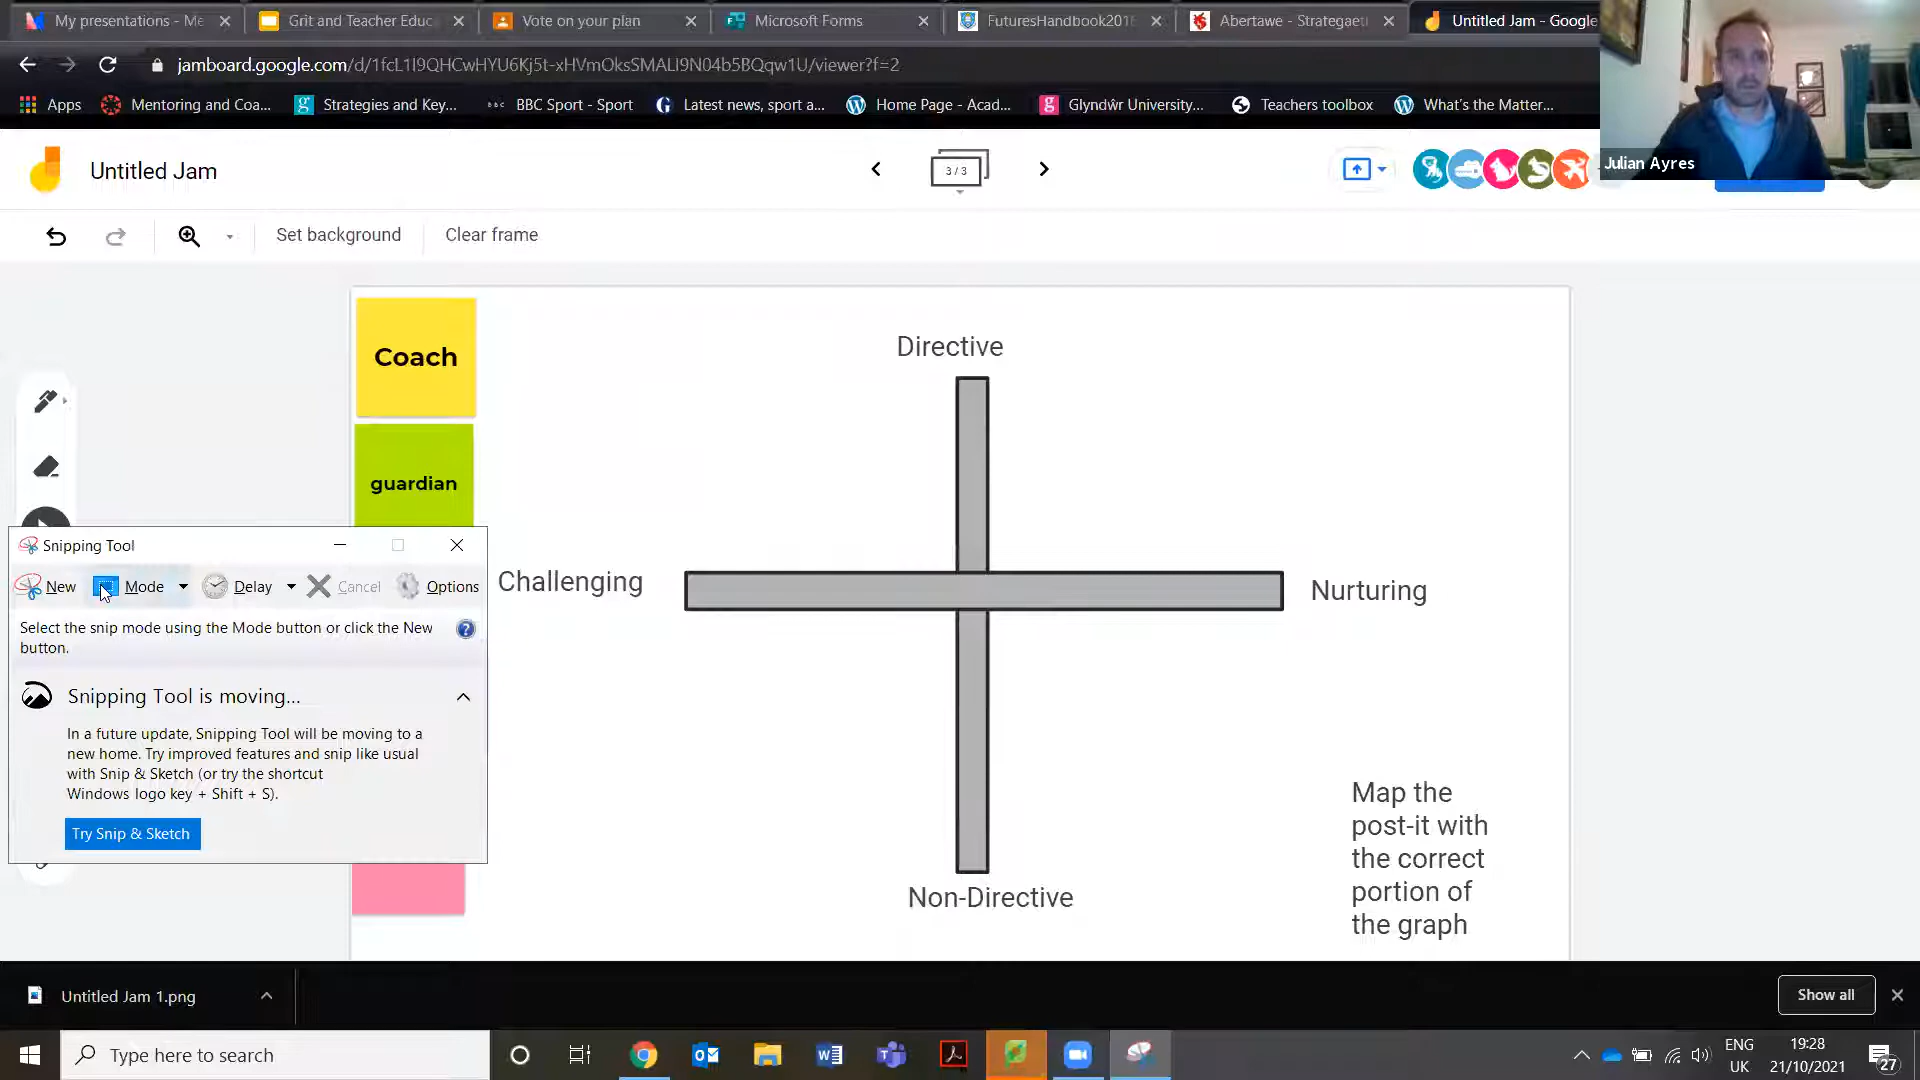 My presentations - Me
Grit and Teacher Educ
Vote on your plan
Microsoft Forms
FuturesHandbook201
Abertawe - Strategaeth
Untitled Jam - Google
jamboard.google.com/d/1fcL1I9QHCwHYU6Kj5t-xHVmOksSMALI9N04b5BQqw1U/viewer?f=2
Apps
Mentoring and Coa...
Strategies and Key...
BBC
BBC Sport - Sport
Latest news, sport a...
Home Page - Acad...
Glyndŵr University...
Teachers toolbox
What's the Matter...
Julian Ayres
Untitled Jam
3 / 3
Set background
Clear frame
Coach
guardian
Directive
Challenging
Nurturing
Non-Directive
Map the
post-it with
the correct
portion of
the graph
Snipping Tool
New
Mode
Delay
Cancel
Options
Select the snip mode using the Mode button or click the New
button.
Snipping Tool is moving...
In a future update, Snipping Tool will be moving to a
new home. Try improved features and snip like usual
with Snip & Sketch (or try the shortcut
Windows logo key + Shift + S).
Try Snip & Sketch
Untitled Jam 1.png
Show all
Type here to search
ENG
UK
19:28
21/10/2021
27